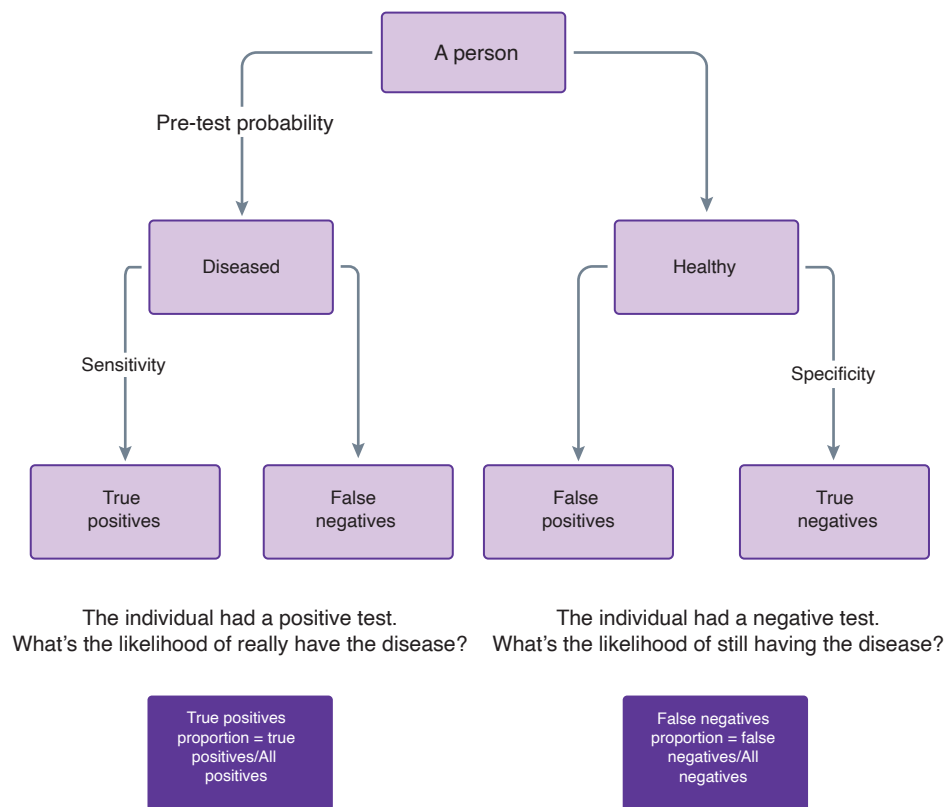 A person
Pre-test probability
Diseased
Healthy
Sensitivity
Specificity
True
positives
False
negatives
False
positives
True
negatives
The individual had a positive test.
What's the likelihood of really have the disease?
The individual had a negative test.
What's the likelihood of still having the disease?
True positives
proportion = true
positives/All
positives
False negatives
proportion = false
negatives/All
negatives